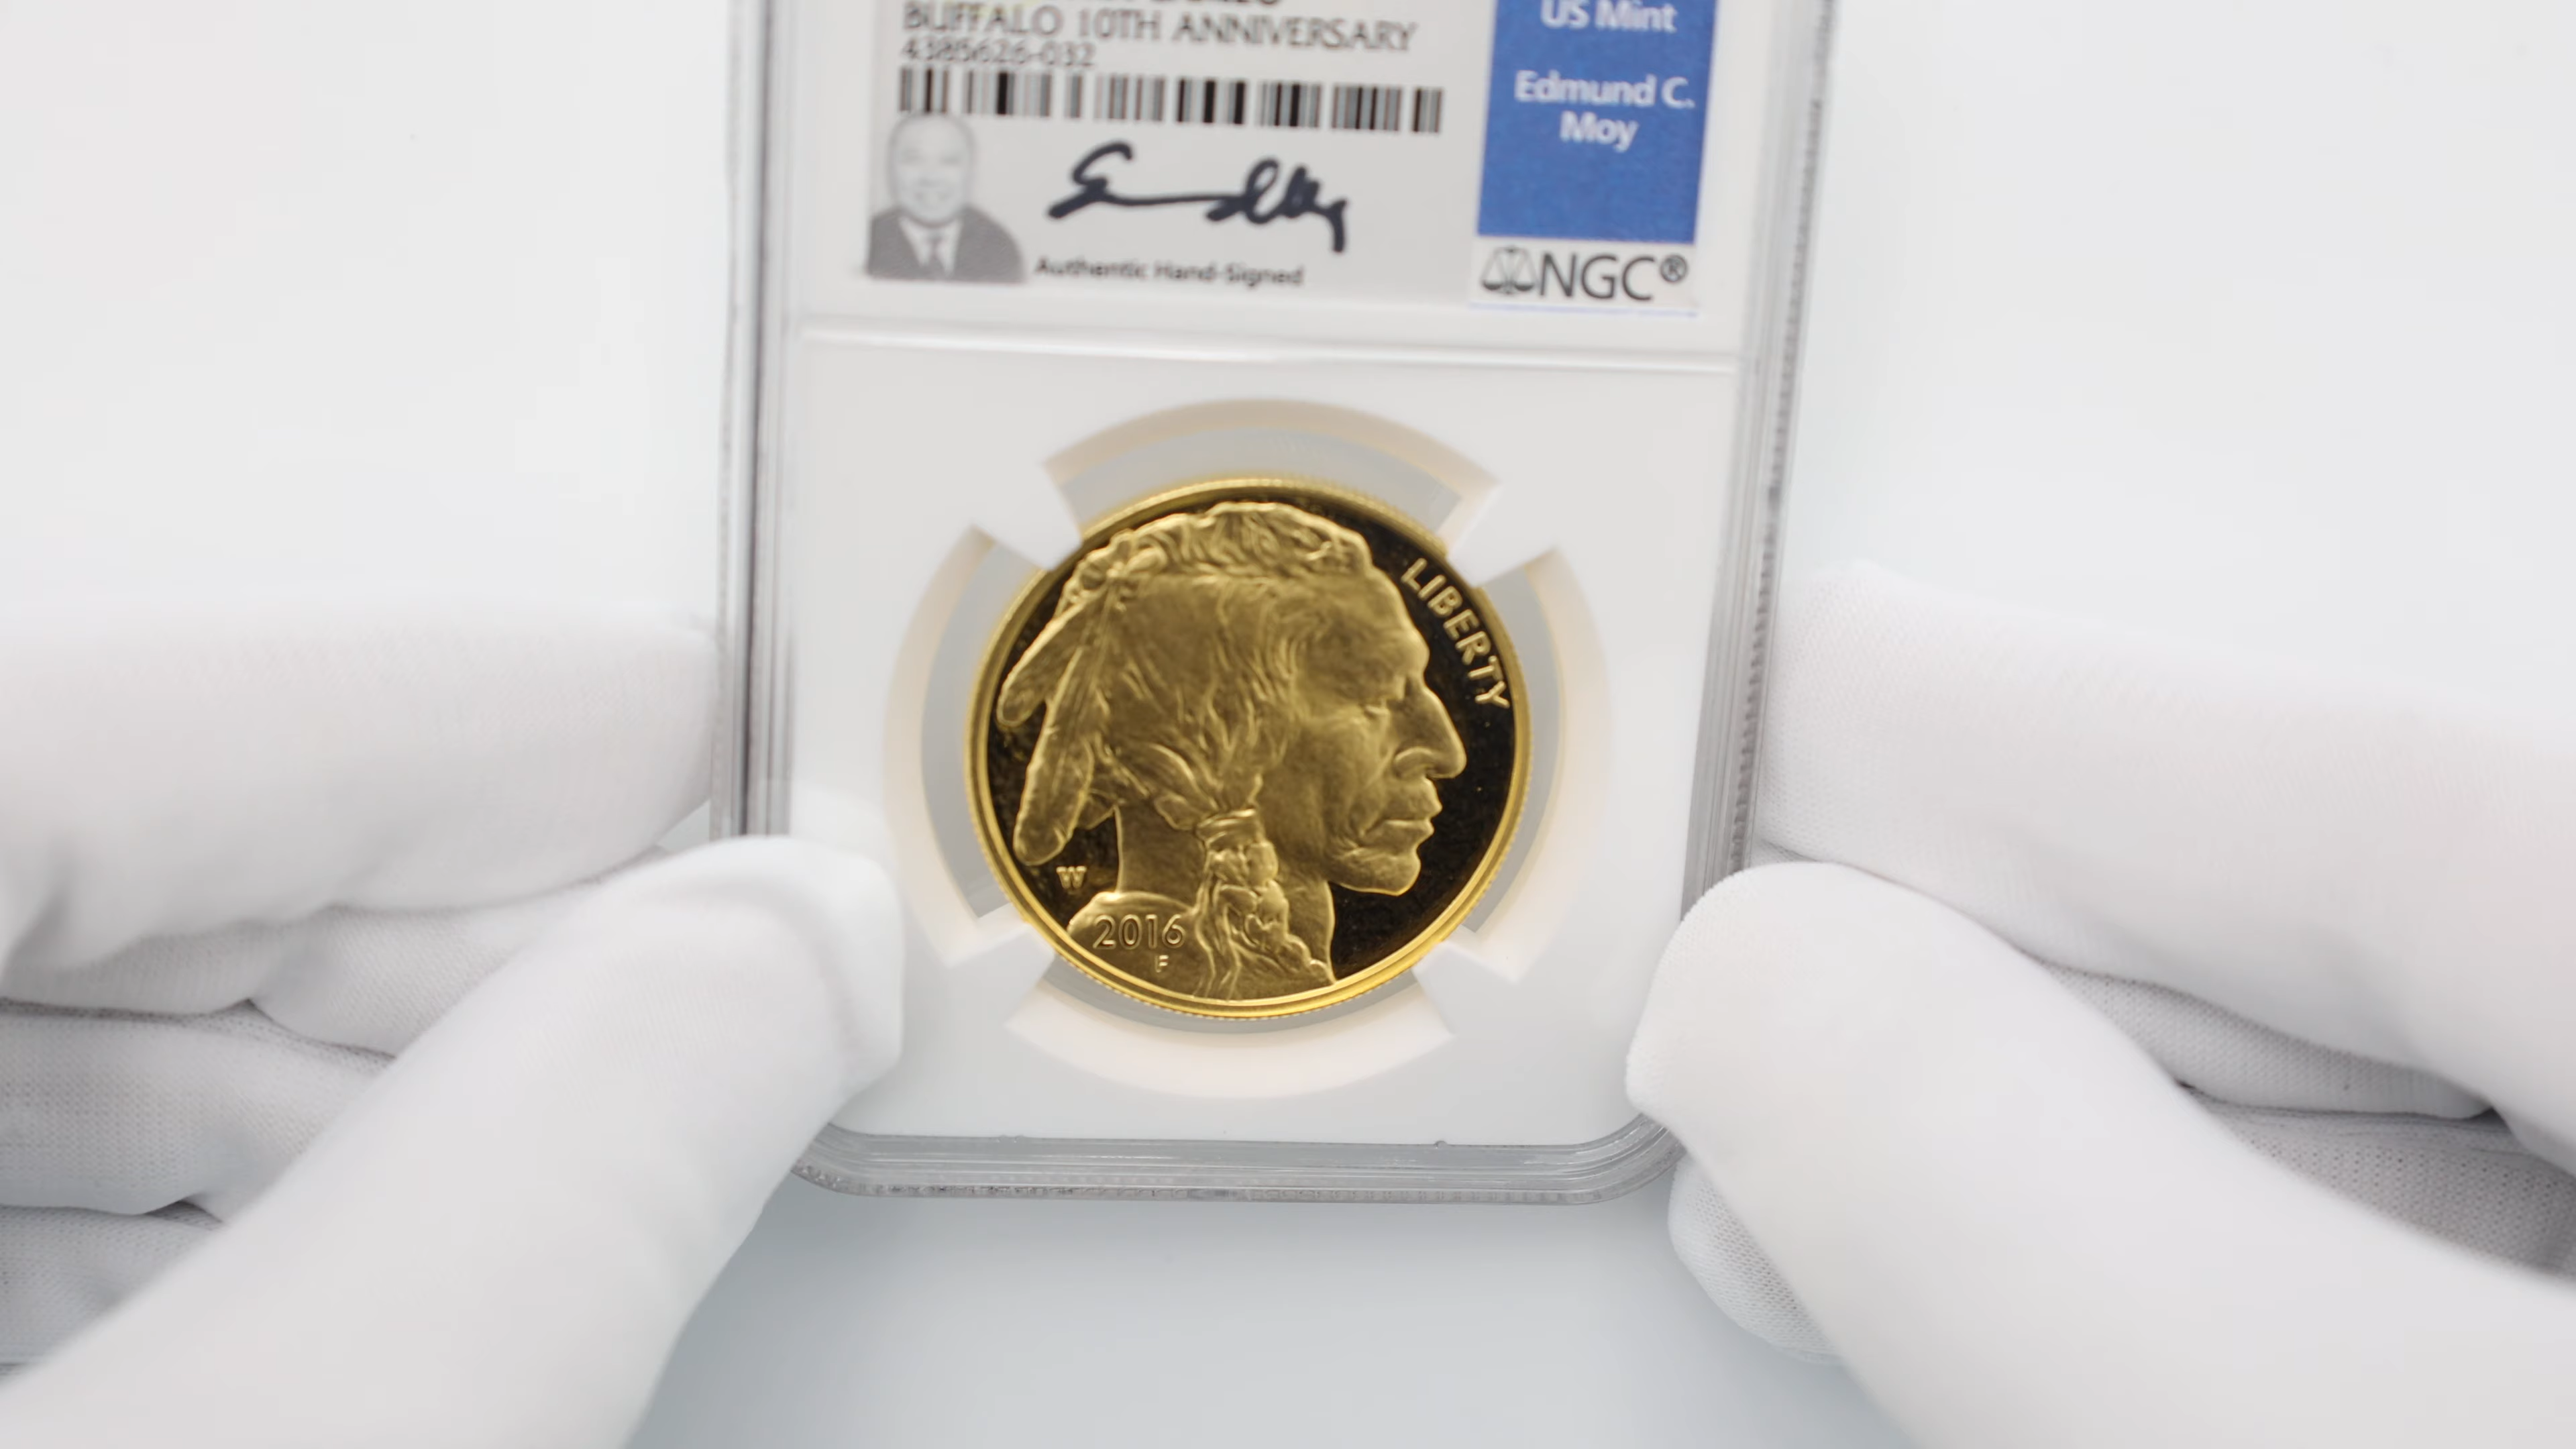 BUFFALO 10TH ANNIVERSARY
4385626-032
Authentic Hand-Signed
US Mint
Edmund C.
Moy
NGC®
LIBERTY
W
2016
F